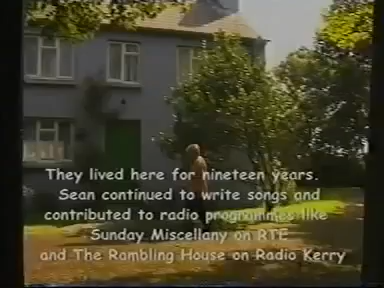 They lived here for nineteen years.
Sean continued to write songs and
contributed to radio programmes like
Sunday Miscellany on RTE
and The Rambling House on Radio Kerry